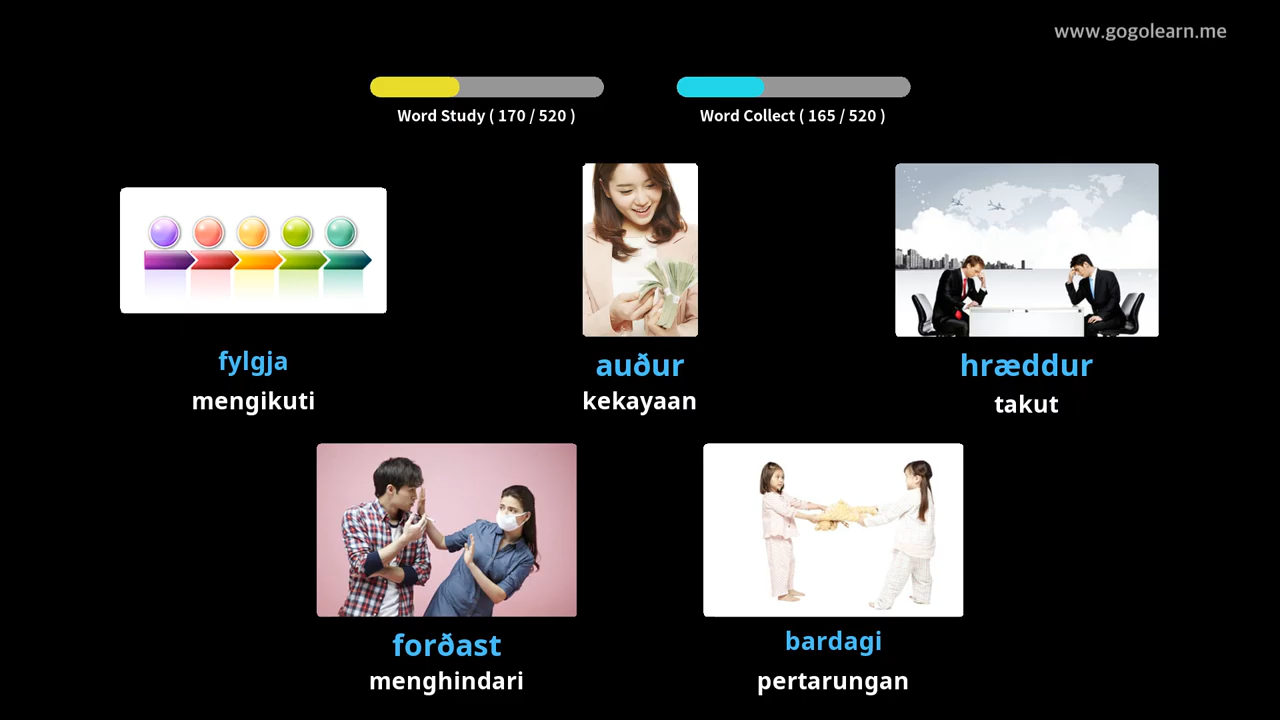 www.gogolearn.me
Word Study ( 170 / 520 )
Word Collect ( 165 / 520 )
fylgja
mengikuti
auður
kekayaan
hræddur
takut
forðast
menghindari
bardagi
pertarungan